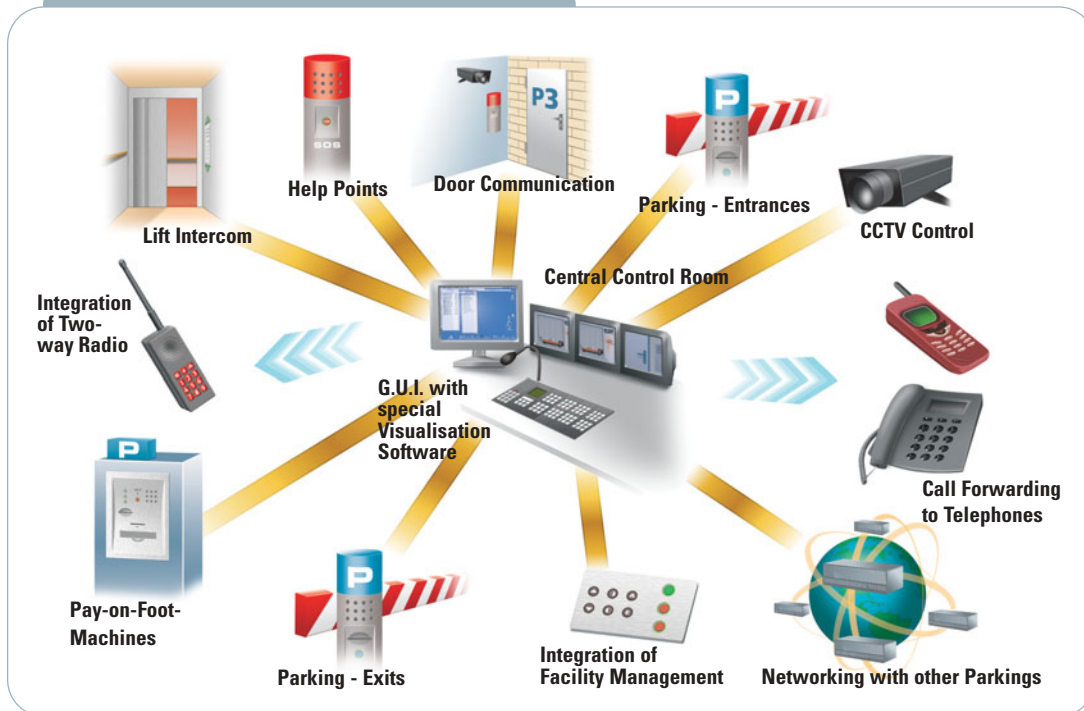 P3
P
SOS
Help Points
Door Communication
Parking - Entrances
Lift Intercom
CCTV Control
Central Control Room
Integration
of Two-
way Radio
G.U.I. with
special
Visualisation
Software
Call Forwarding
to Telephones
P
P
Pay-on-Foot-
Machines
Parking - Exits
Integration of
Facility Management
Networking with other Parkings